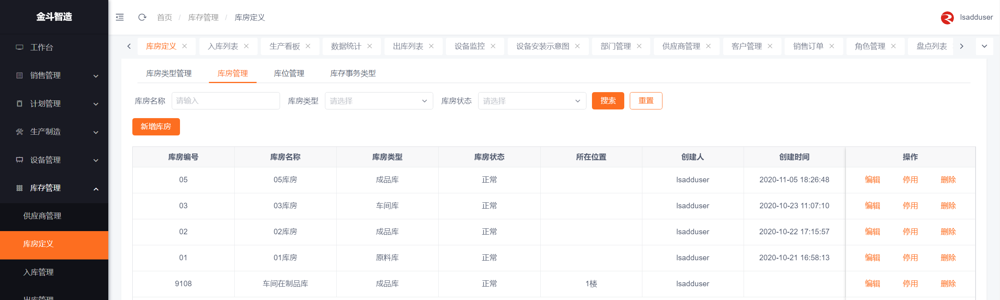 金斗智造
首页 / 库存管理 / 库房定义
lsadduser
工作台
销售管理
计划管理
生产制造
设备管理
库存管理
供应商管理
库房定义
入库管理
出库管理
库房定义 入库列表 生产看板 数据统计 出库列表 设备监控 设备安装示意图 部门管理 供应商管理 客户管理 销售订单 角色管理 盘点列表
库房类型管理 库房管理 库位管理 库存事务类型
库房名称 请输入 库房类型 请选择 库房状态 请选择 搜索 重置
新增库房
库房编号 库房名称 库房类型 库房状态 所在位置 创建人 创建时间 操作
05 05库房 成品库 正常 lsadduser 2020-11-05 18:26:48 编辑 停用 删除
03 03库房 车间库 正常 lsadduser 2020-10-23 11:07:10 编辑 停用 删除
02 02库房 成品库 正常 lsadduser 2020-10-22 17:15:57 编辑 停用 删除
01 01库房 原料库 正常 lsadduser 2020-10-21 16:58:13 编辑 停用 删除
9108 车间在制品库 成品库 正常 1楼 lsadduser 编辑 停用 删除